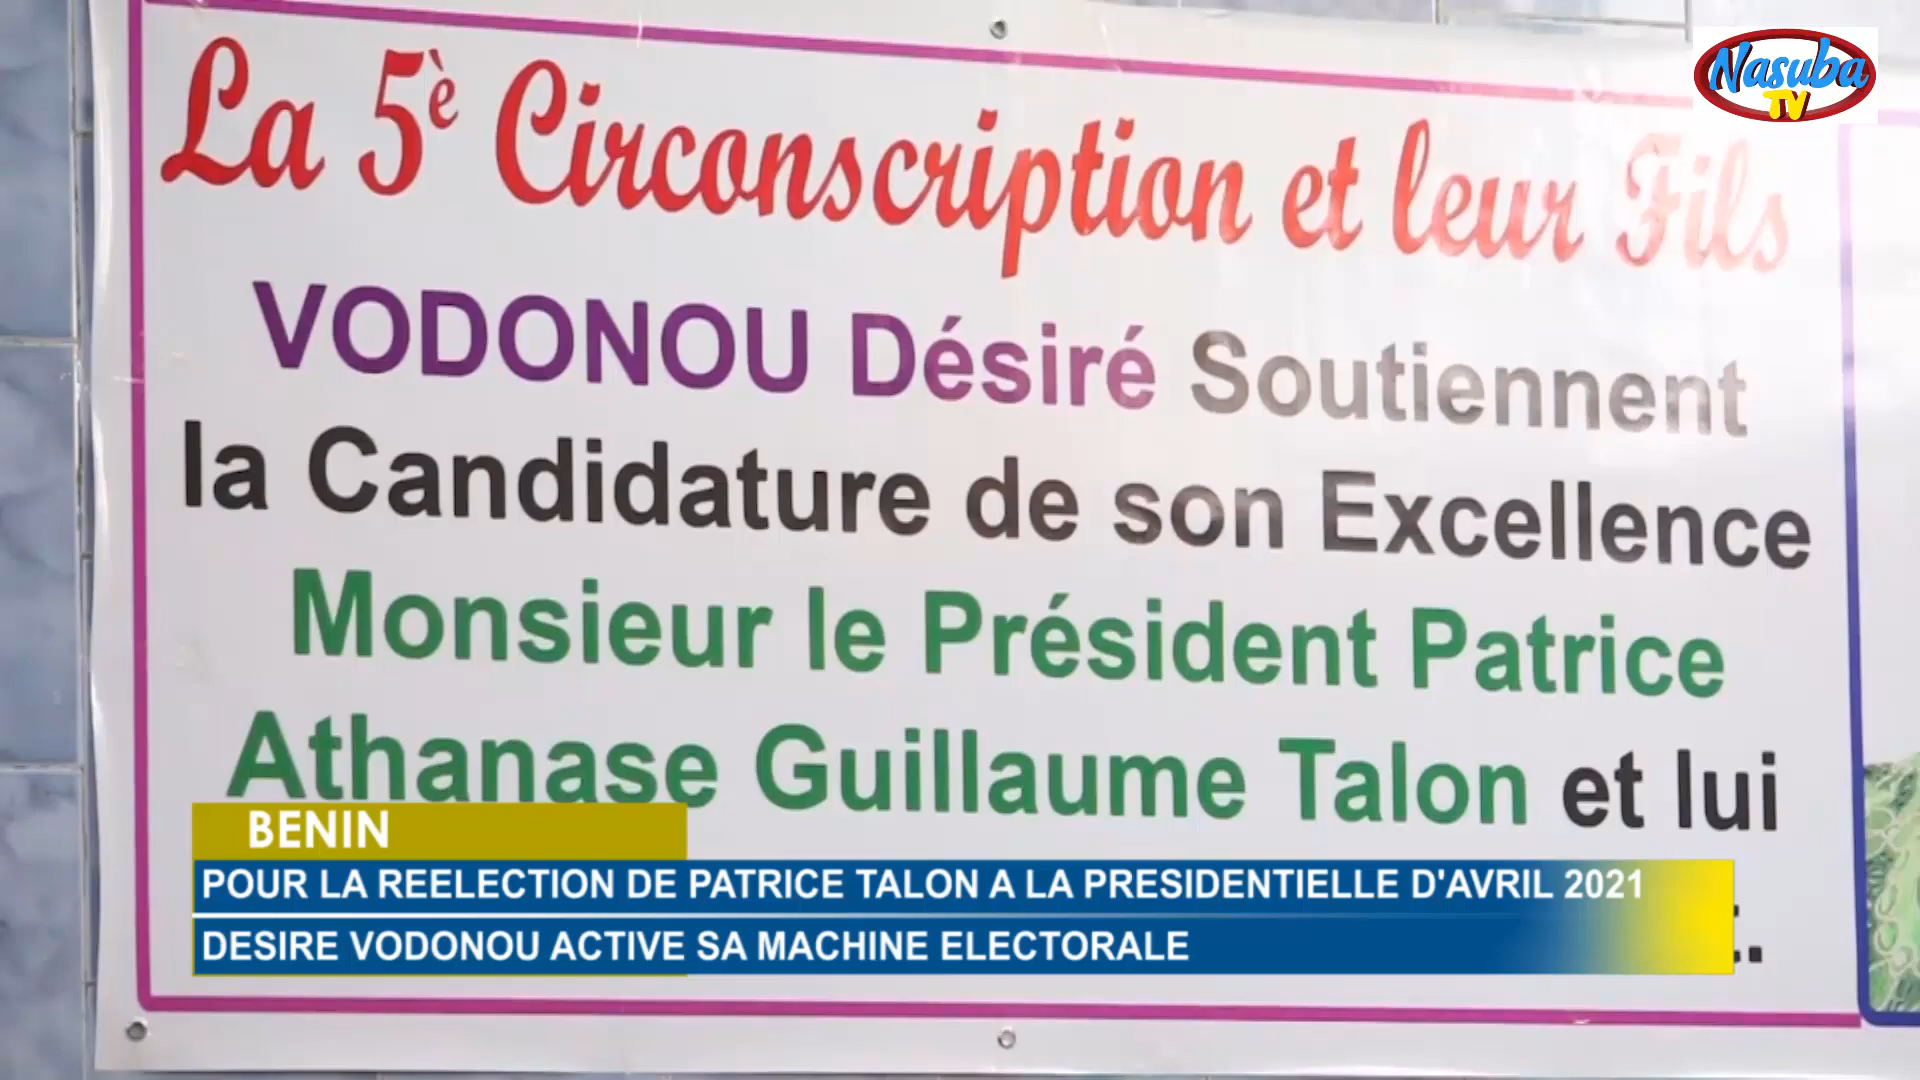 Nasuba
TV
La 5è Circonscription et leur Fils
VODONOU Désiré Soutiennent
la Candidature de son Excellence
Monsieur le Président Patrice
Athanase Guillaume Talon et lui
BENIN
POUR LA REELECTION DE PATRICE TALON A LA PRESIDENTIELLE D'AVRIL 2021
DESIRE VODONOU ACTIVE SA MACHINE ELECTORALE